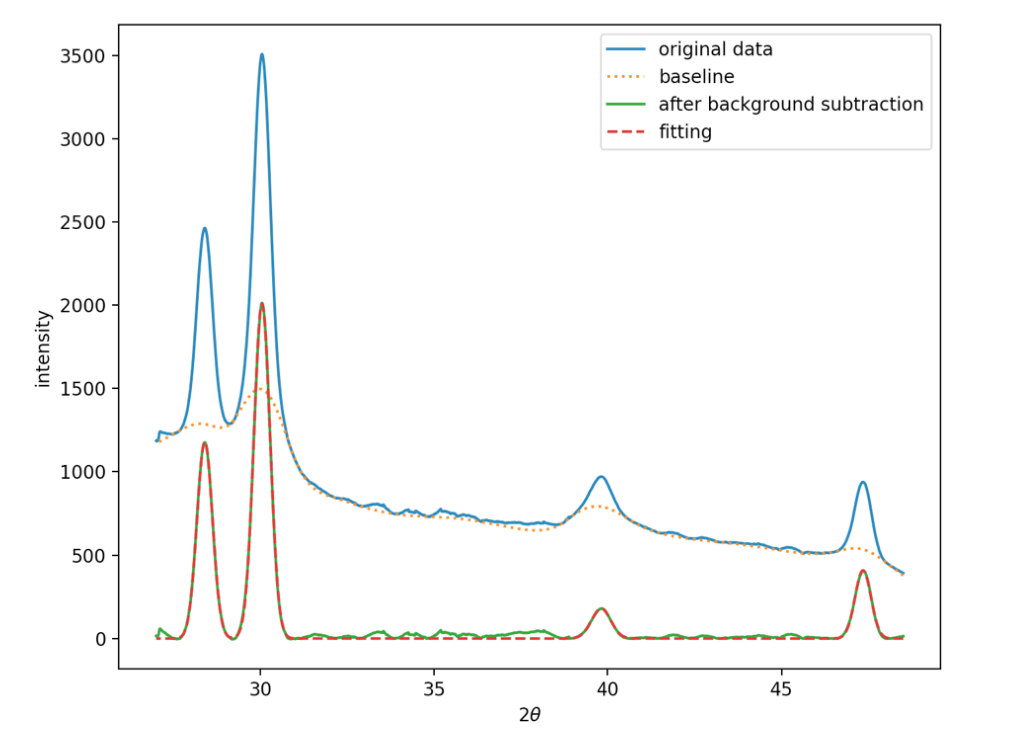 original data
baseline
after background subtraction
fitting
3500
3000
2500
2000
1500
1000
500
0
intensity
30 35 40 45
2θ